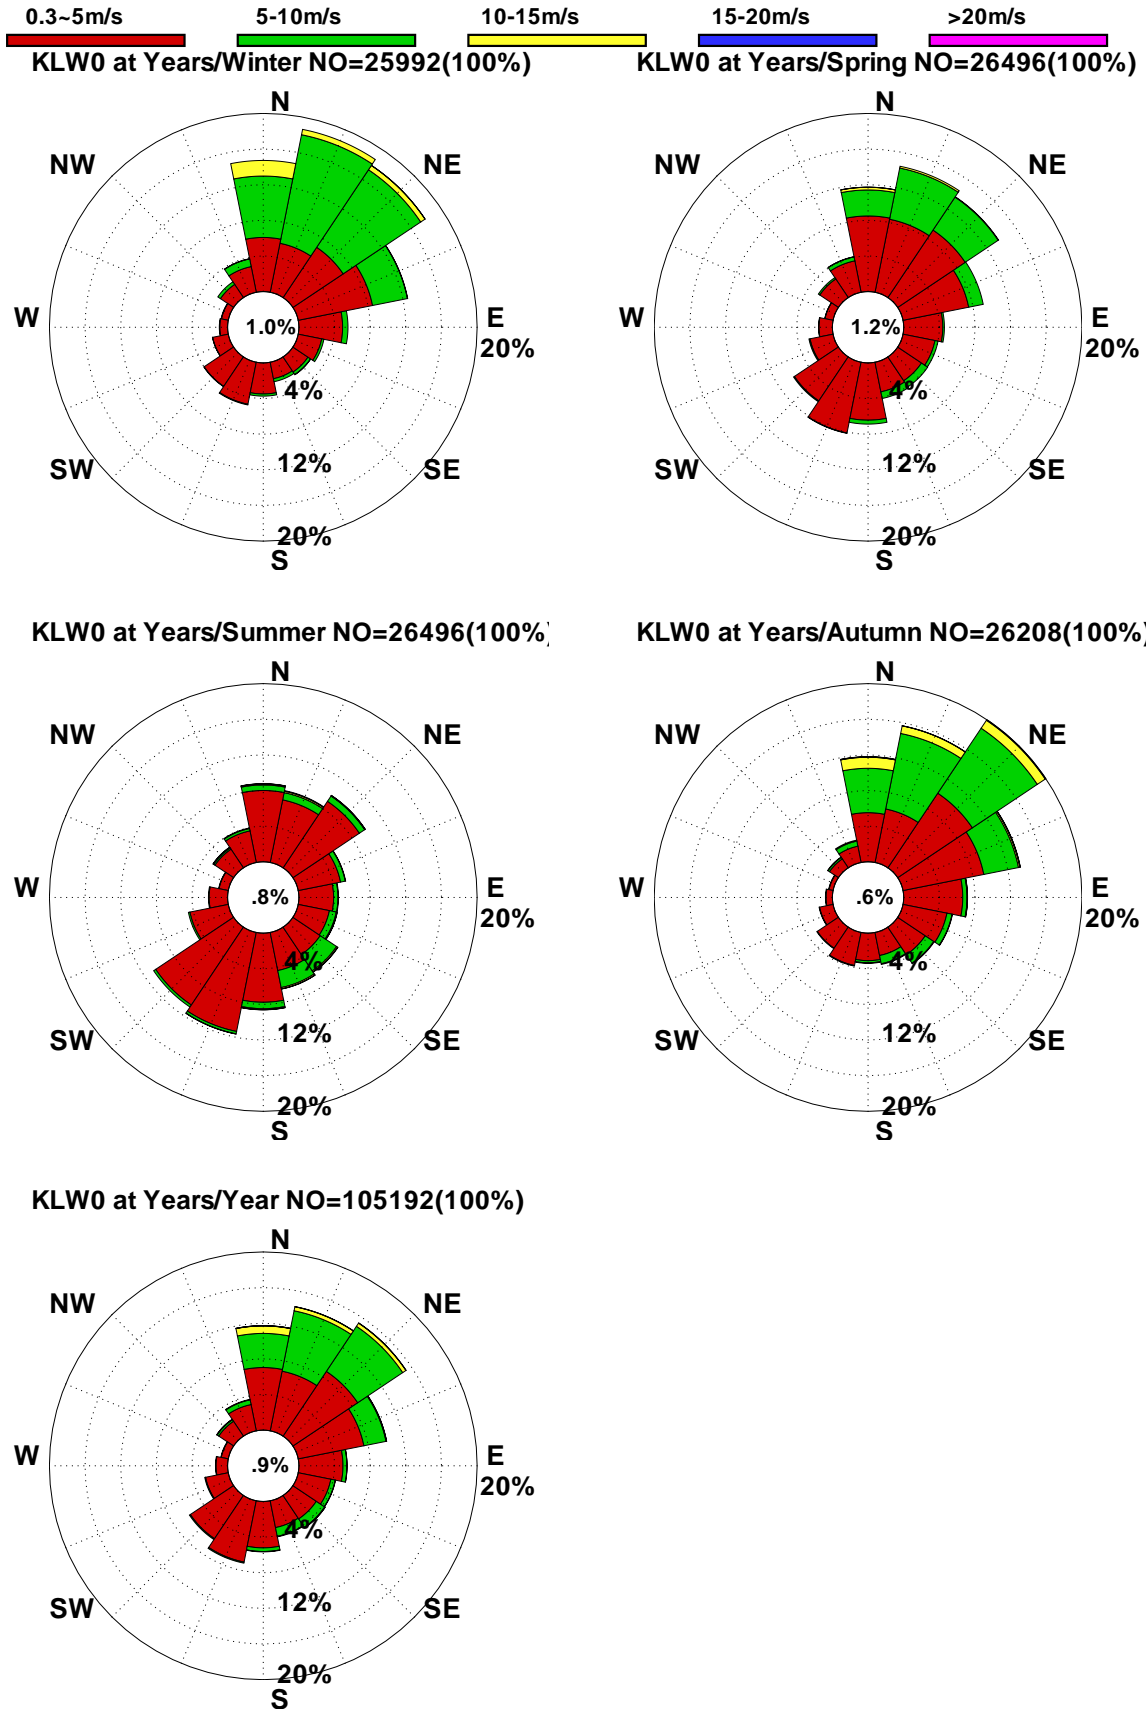 0.3~5m/s 5-10m/s 10-15m/s 15-20m/s >20m/s
KLW0 at Years/Winter NO=25992(100%)
N
NW NE
W 1.0% E
20%
4%
12%
SW SE
20%
S
KLW0 at Years/Spring NO=26496(100%)
N
NW NE
W 1.2% E
20%
4%
12%
SW SE
20%
S
KLW0 at Years/Summer NO=26496(100%)
N
NW NE
W .8% E
20%
4%
12%
SW SE
20%
S
KLW0 at Years/Autumn NO=26208(100%)
N
NW NE
W .6% E
20%
4%
12%
SW SE
20%
S
KLW0 at Years/Year NO=105192(100%)
N
NW NE
W .9% E
20%
4%
12%
SW SE
20%
S